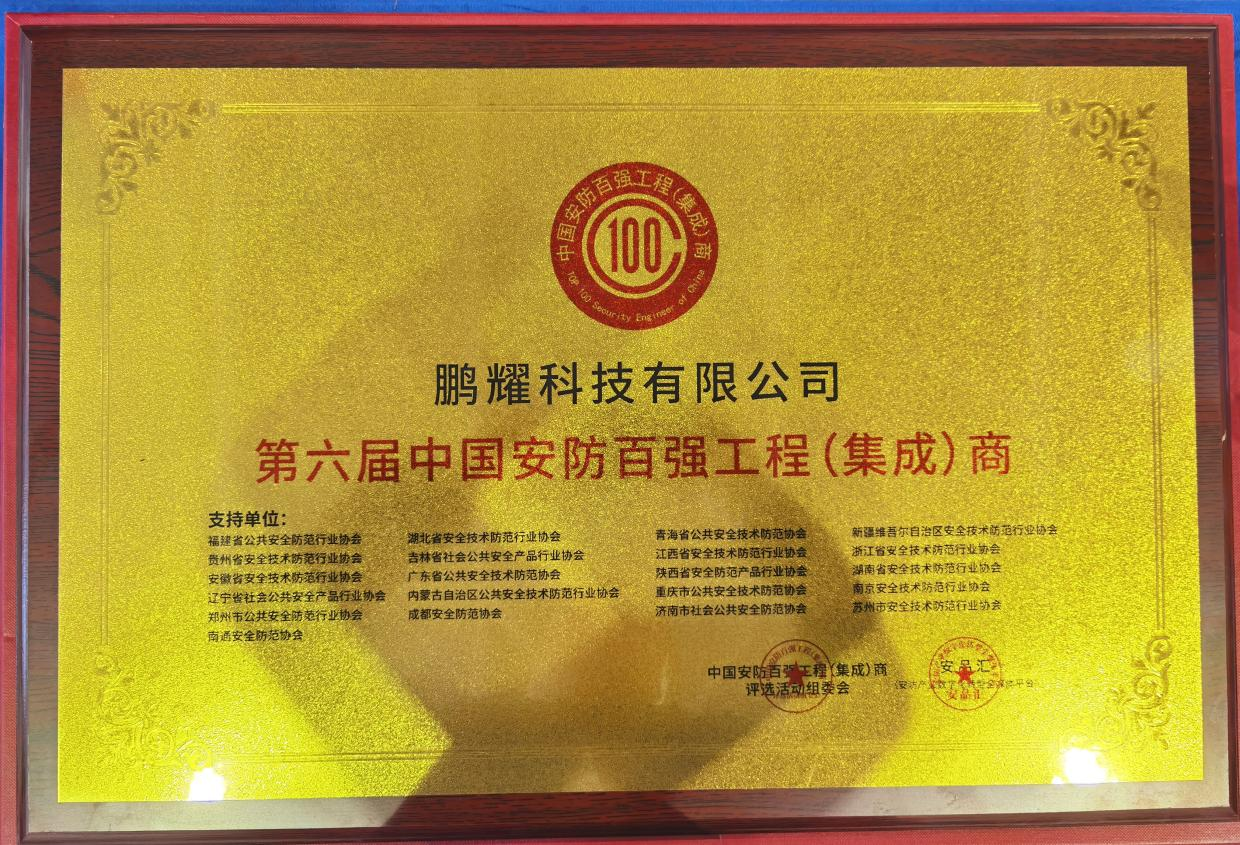 中国安防百强工程(集成)商
100
TOP 100 Security Engineer of China
鹏耀科技有限公司
第六届中国安防百强工程(集成)商
支持单位:
福建省公共安全防范行业协会
贵州省安全技术防范行业协会
安徽省安全技术防范行业协会
辽宁省社会公共安全产品行业协会
郑州市公共安全防范行业协会
南通安全防范协会
湖北省安全技术防范行业协会
吉林省社会公共安全产品行业协会
广东省公共安全技术防范协会
内蒙古自治区公共安全技术防范行业协会
成都安全防范协会
青海省公共安全技术防范协会
江西省安全技术防范行业协会
陕西省安全防范产品行业协会
重庆市公共安全技术防范协会
济南市社会公共安全防范协会
新疆维吾尔自治区安全技术防范行业协会
浙江省安全技术防范行业协会
湖南省安全技术防范行业协会
南京安全技术防范行业协会
苏州市安全技术防范行业协会
中国安防百强工程(集成)商
评选活动组委会
安品汇